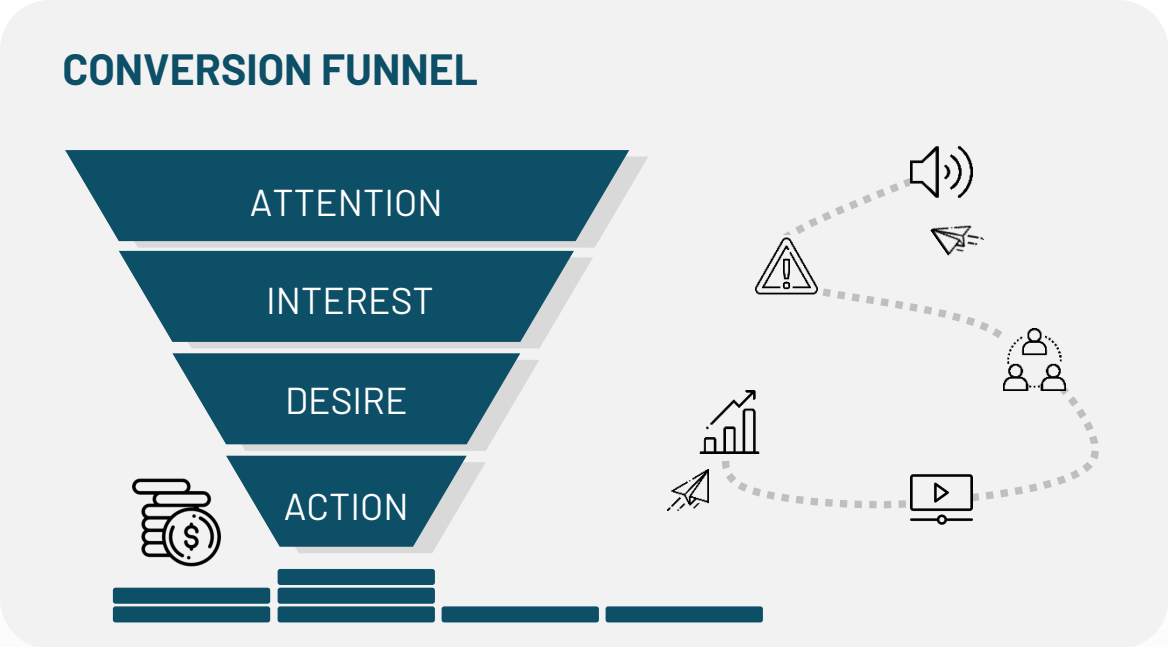 CONVERSION FUNNEL
ATTENTION
INTEREST
DESIRE
ACTION
$